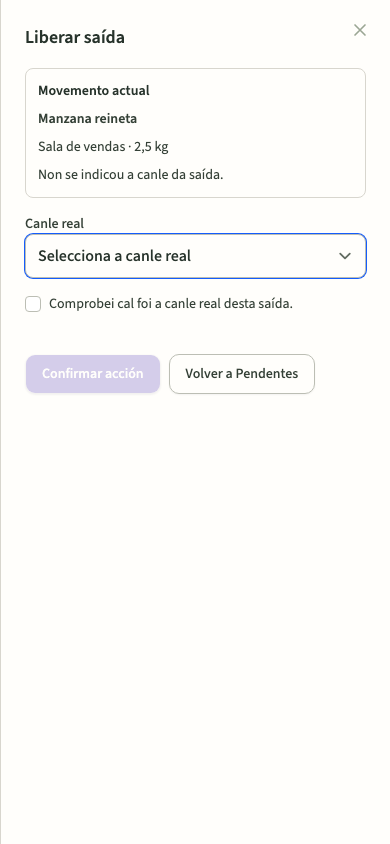 Liberar saída
Movemento actual
Manzana reineta
Sala de vendas · 2,5 kg
Non se indicou a canle da saída.
Canle real
Selecciona a canle real
Comprobei cal foi a canle real desta saída.
Confirmar acción
Volver a Pendentes